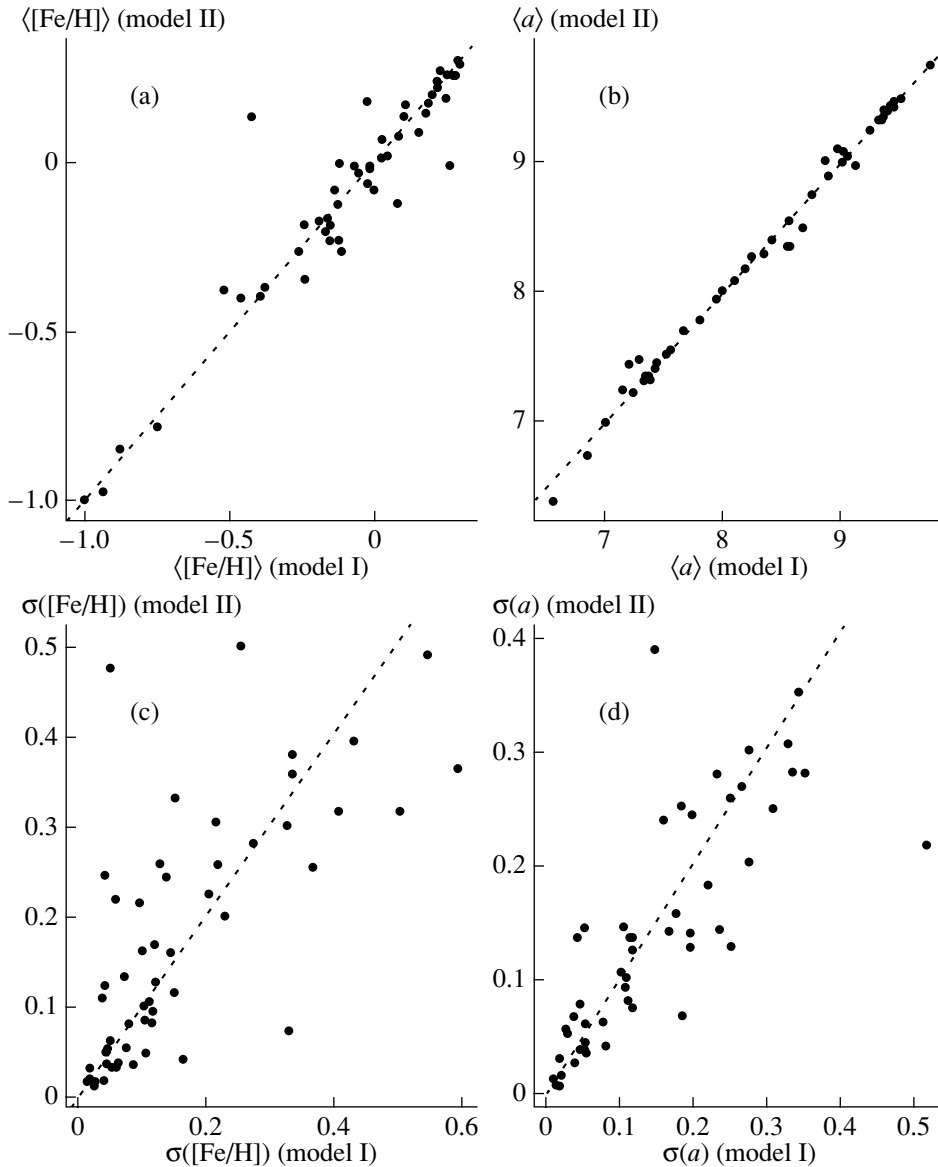 ⟨[Fe/H]⟩ (model II)
(a)
0
−0.5
−1.0
−1.0 −0.5 0
⟨[Fe/H]⟩ (model I)
⟨a⟩ (model II)
(b)
9
8
7
7 8 9
⟨a⟩ (model I)
σ([Fe/H]) (model II)
0.5
(c)
0.4
0.3
0.2
0.1
0
0 0.2 0.4 0.6
σ([Fe/H]) (model I)
σ(a) (model II)
0.4
(d)
0.3
0.2
0.1
0
0 0.1 0.2 0.3 0.4 0.5
σ(a) (model I)